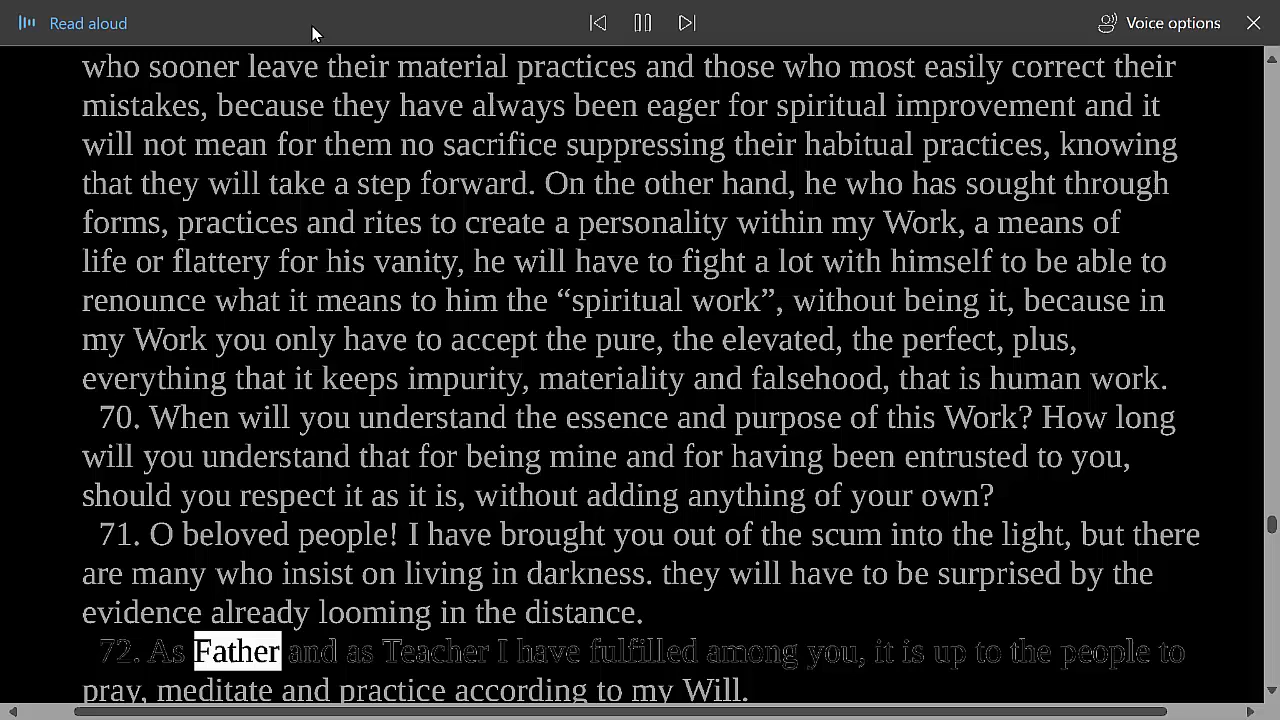 Read aloud
Voice options
who sooner leave their material practices and those who most easily correct their
mistakes, because they have always been eager for spiritual improvement and it
will not mean for them no sacrifice suppressing their habitual practices, knowing
that they will take a step forward. On the other hand, he who has sought through
forms, practices and rites to create a personality within my Work, a means of
life or flattery for his vanity, he will have to fight a lot with himself to be able to
renounce what it means to him the “spiritual work”, without being it, because in
my Work you only have to accept the pure, the elevated, the perfect, plus,
everything that it keeps impurity, materiality and falsehood, that is human work.
70. When will you understand the essence and purpose of this Work? How long
will you understand that for being mine and for having been entrusted to you,
should you respect it as it is, without adding anything of your own?
71. O beloved people! I have brought you out of the scum into the light, but there
are many who insist on living in darkness. they will have to be surprised by the
evidence already looming in the distance.
72. As Father and as Teacher I have fulfilled among you, it is up to the people to
pray, meditate and practice according to my Will.